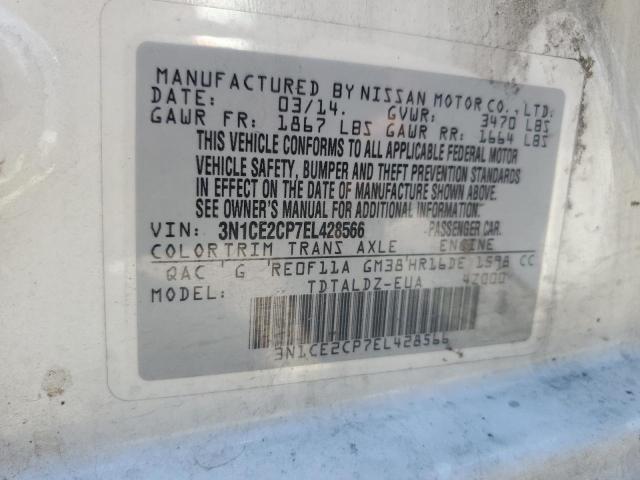 MANUFACTURED BY NISSAN MOTOR CO., LTD.
DATE: 03/14. GVWR: 3470 LBS
GAWR FR: 1867 LBS GAWR RR: 1664 LBS
THIS VEHICLE CONFORMS TO ALL APPLICABLE FEDERAL MOTOR
VEHICLE SAFETY, BUMPER AND THEFT PREVENTION STANDARDS
IN EFFECT ON THE DATE OF MANUFACTURE SHOWN ABOVE.
SEE OWNER'S MANUAL FOR ADDITIONAL INFORMATION.
VIN: 3N1CE2CP7EL428566 PASSENGER CAR
COLOR TRIM TRANS AXLE ENGINE
QAC G RE0F11A GM38 HR16DE 1598 CC
MODEL: TDTALDZ-EUA 42000
3N1CE2CP7EL428566